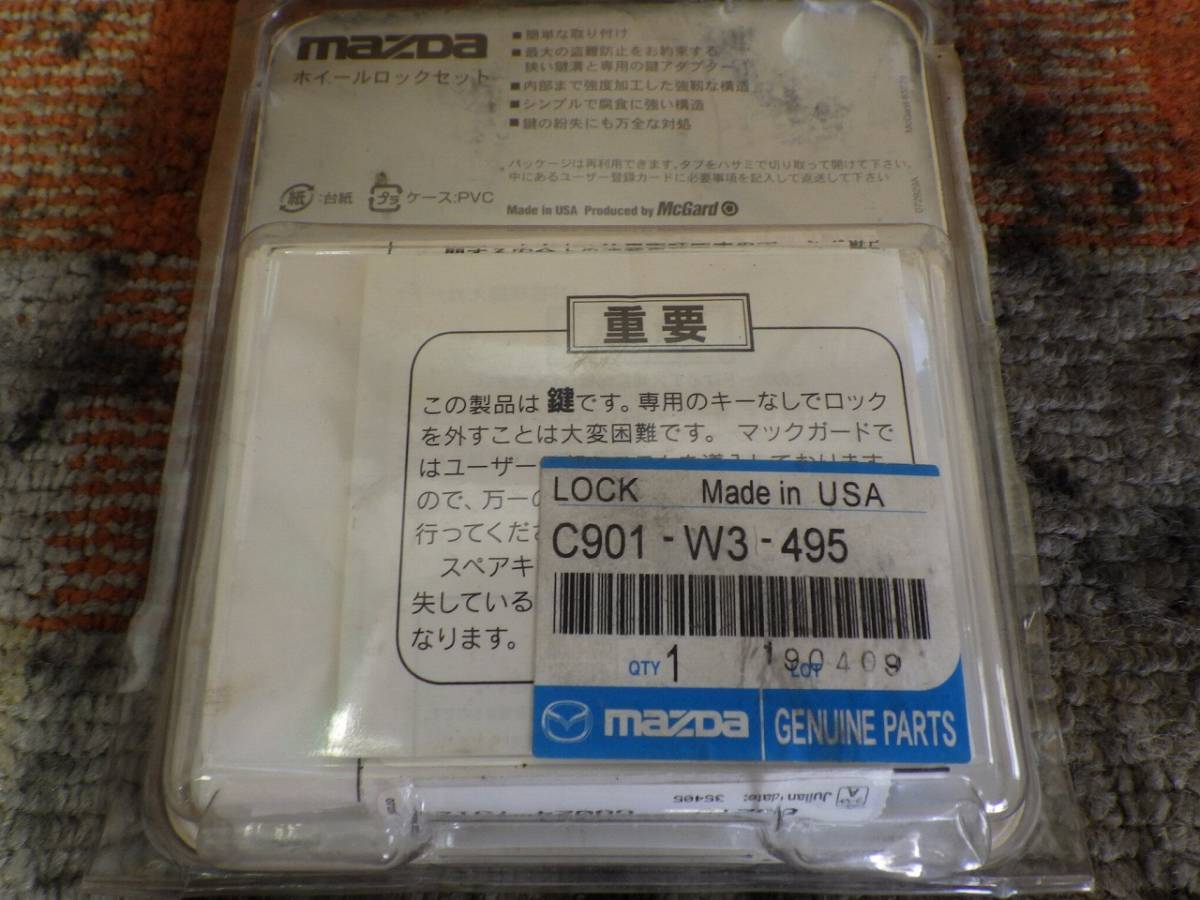 mazda
ホイールロックセット
■簡単な取り付け
■最大の盗難防止をお約束する
狭い鍵溝と専用の鍵アダプター
■内部まで強度加工した強靭な構造
■シンプルで腐食に強い構造
■鍵の紛失にも万全な対処
パッケージは再利用できます。タブをハサミで切り取って開けて下さい。
中にあるユーザー登録カードに必要事項を記入して返送して下さい
紙 :台紙 プラ ケース:PVC
Made in USA Produced by McGard
重要
この製品は 鍵です。専用のキーなしでロック
を外すことは大変困難です。 マックガードで
はユーザー
ので、万一の
行ってくださ
スペアキ
失している
なります。
LOCK Made in USA
C901-W3-495
QTY 1 LOT 190409
mazda GENUINE PARTS
Julian date: 35405